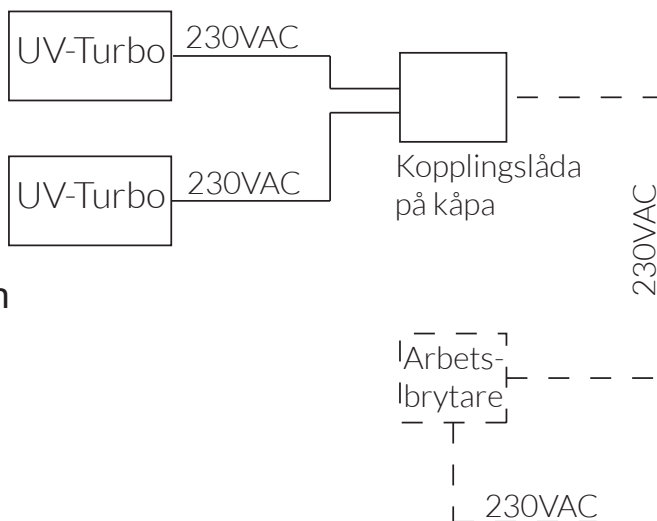 UV-Turbo
230VAC
UV-Turbo
230VAC
Kopplingslåda
på kåpa
230VAC
n
Arbets-
brytare
230VAC